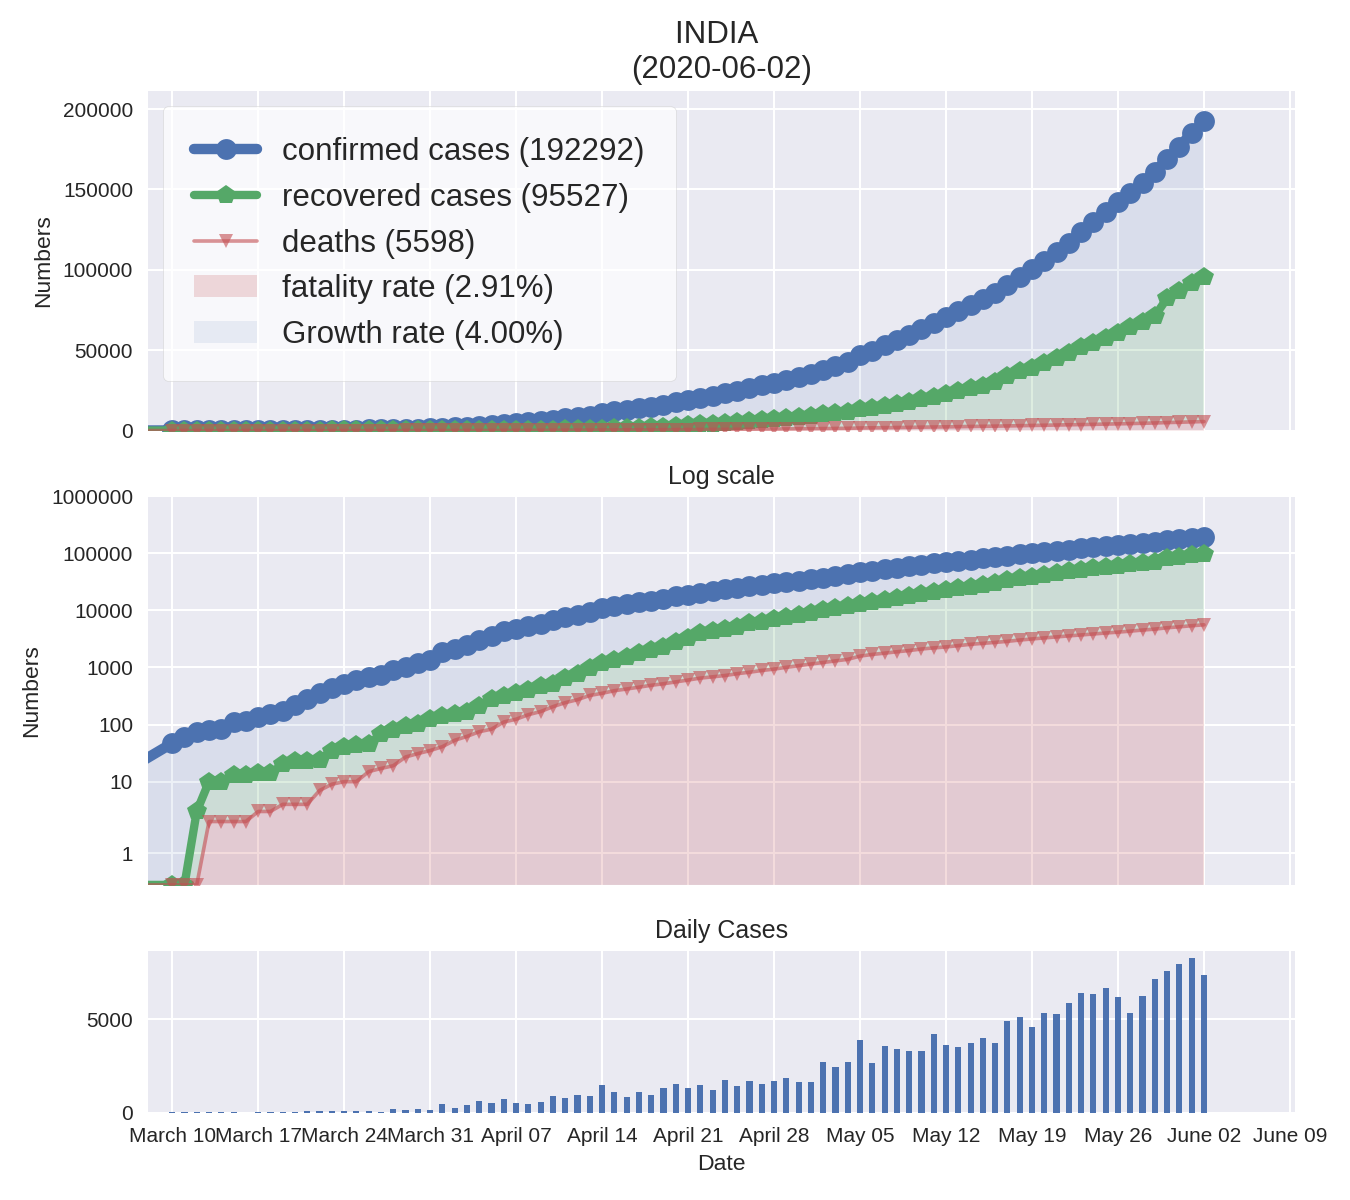 INDIA
(2020-06-02)
200000
150000
100000
50000
0
Numbers
confirmed cases (192292)
recovered cases (95527)
deaths (5598)
fatality rate (2.91%)
Growth rate (4.00%)
Log scale
1000000
100000
10000
1000
100
10
1
Numbers
Daily Cases
5000
0
March 10 March 17 March 24 March 31 April 07 April 14 April 21 April 28 May 05 May 12 May 19 May 26 June 02 June 09
Date